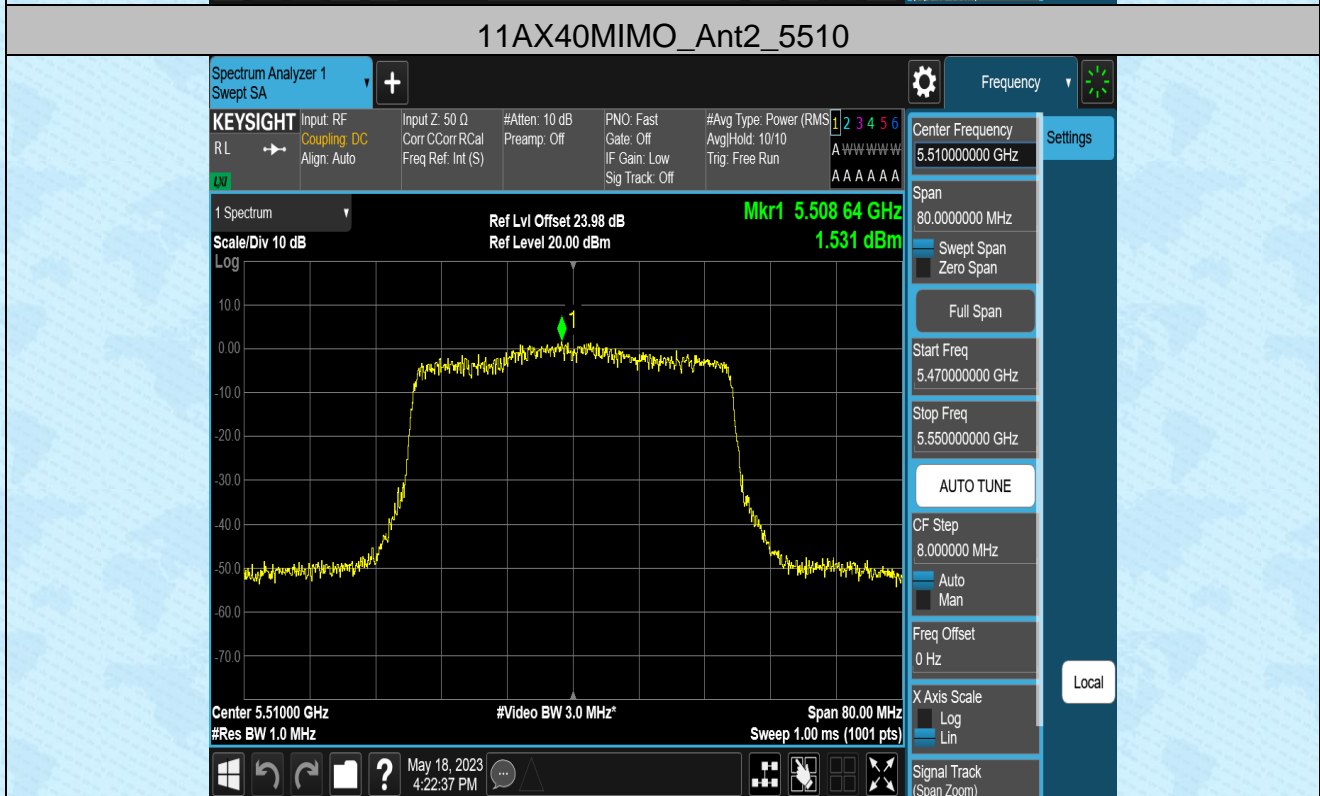 11AX40MIMO_Ant2_5510
Spectrum Analyzer 1
Swept SA
+
Frequency
KEYSIGHT
RL
LXI
Input: RF
Coupling: DC
Align: Auto
Input Z: 50 Ω
Corr CCorr RCal
Freq Ref: Int (S)
#Atten: 10 dB
Preamp: Off
PNO: Fast
Gate: Off
IF Gain: Low
Sig Track: Off
#Avg Type: Power (RMS
Avg|Hold: 10/10
Trig: Free Run
1 2 3 4 5 6
A W W W W W
A A A A A A
1 Spectrum
Scale/Div 10 dB
Log
Ref Lvl Offset 23.98 dB
Ref Level 20.00 dBm
Mkr1 5.508 64 GHz
1.531 dBm
10.0
0.00
-10.0
-20.0
-30.0
-40.0
-50.0
-60.0
-70.0
1
Center 5.51000 GHz
#Res BW 1.0 MHz
#Video BW 3.0 MHz*
Span 80.00 MHz
Sweep 1.00 ms (1001 pts)
?
May 18, 2023
4:22:37 PM
Center Frequency
5.510000000 GHz
Settings
Span
80.0000000 MHz
Swept Span
Zero Span
Full Span
Start Freq
5.470000000 GHz
Stop Freq
5.550000000 GHz
AUTO TUNE
CF Step
8.000000 MHz
Auto
Man
Freq Offset
0 Hz
X Axis Scale
Log
Lin
Local
Signal Track
(Span Zoom)